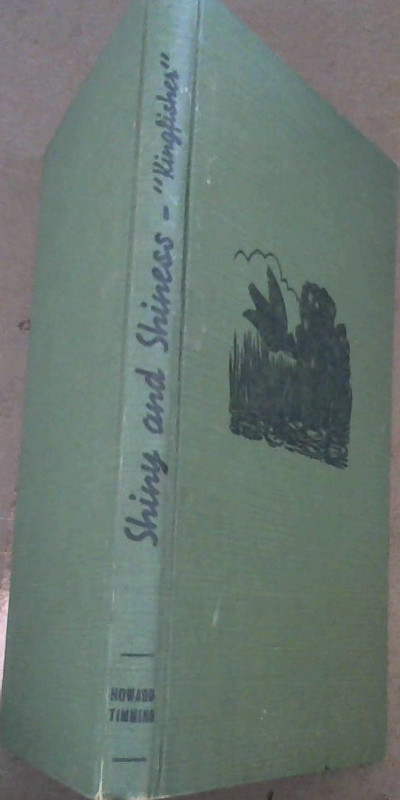 Shiny and Shiness - "Kingfisher"
HOWARD
TIMMINS